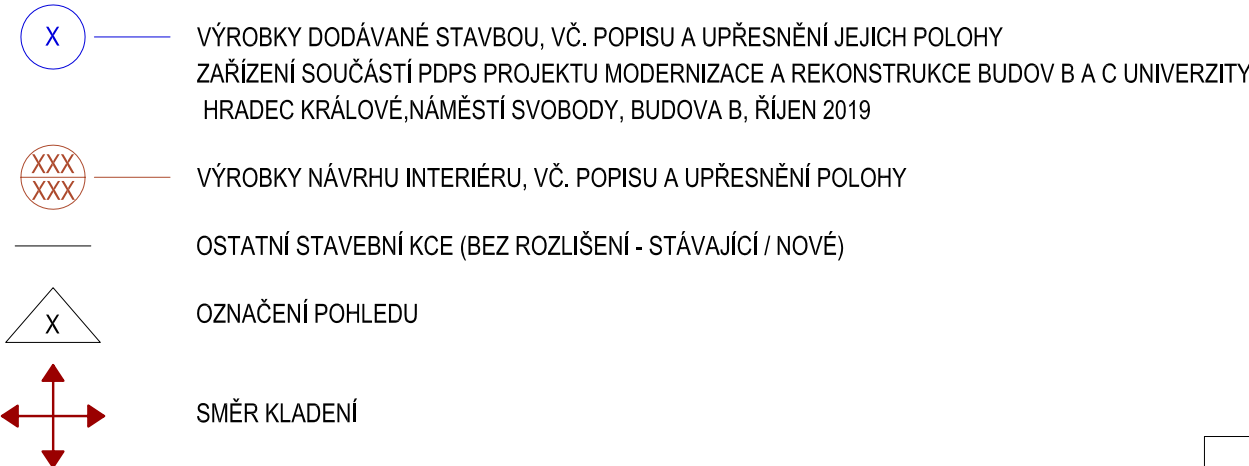 X VÝROBKY DODÁVANÉ STAVBOU, VČ. POPISU A UPŘESNĚNÍ JEJICH POLOHY
ZAŘÍZENÍ SOUČÁSTÍ PDPS PROJEKTU MODERNIZACE A REKONSTRUKCE BUDOV B A C UNIVERZITY
HRADEC KRÁLOVÉ,NÁMĚSTÍ SVOBODY, BUDOVA B, ŘÍJEN 2019
XXX
XXX
VÝROBKY NÁVRHU INTERIÉRU, VČ. POPISU A UPŘESNĚNÍ POLOHY
OSTATNÍ STAVEBNÍ KCE (BEZ ROZLIŠENÍ - STÁVAJÍCÍ / NOVÉ)
X OZNAČENÍ POHLEDU
SMĚR KLADENÍ